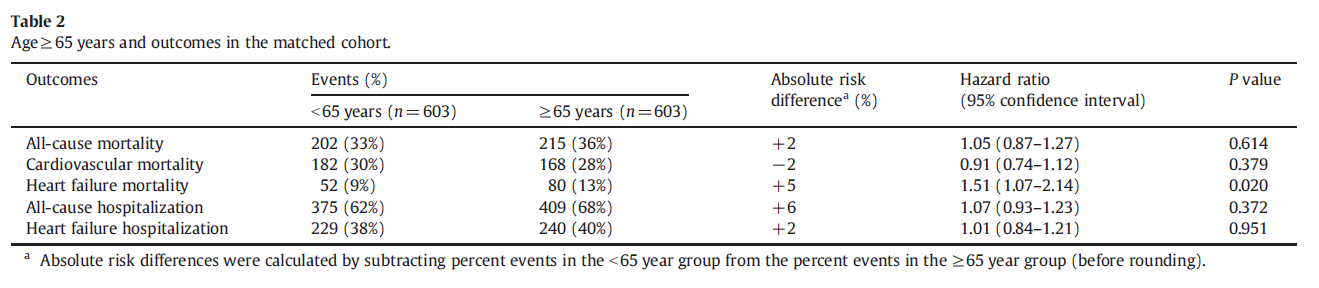 Table 2
Age ≥ 65 years and outcomes in the matched cohort.
Outcomes Events (%) Absolute risk difference^a (%) Hazard ratio (95% confidence interval) P value
<65 years (n = 603) ≥65 years (n = 603)
All-cause mortality 202 (33%) 215 (36%) +2 1.05 (0.87–1.27) 0.614
Cardiovascular mortality 182 (30%) 168 (28%) −2 0.91 (0.74–1.12) 0.379
Heart failure mortality 52 (9%) 80 (13%) +5 1.51 (1.07–2.14) 0.020
All-cause hospitalization 375 (62%) 409 (68%) +6 1.07 (0.93–1.23) 0.372
Heart failure hospitalization 229 (38%) 240 (40%) +2 1.01 (0.84–1.21) 0.951
a Absolute risk differences were calculated by subtracting percent events in the <65 year group from the percent events in the ≥65 year group (before rounding).